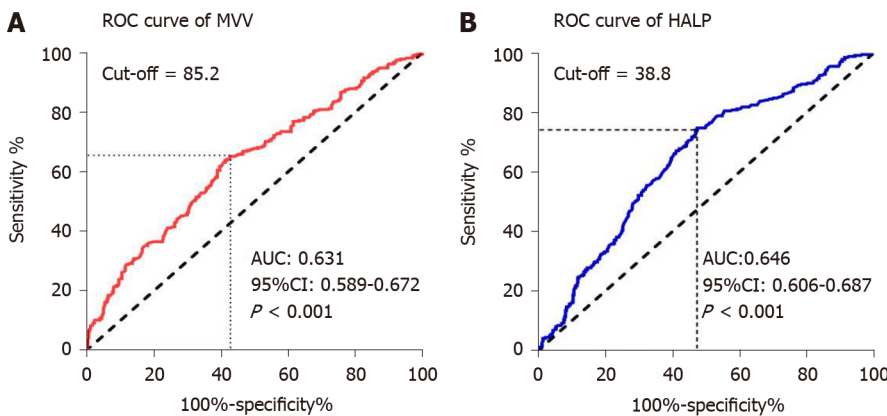 A
ROC curve of MVV
Cut-off = 85.2
Sensitivity %
100
80
60
40
20
0
AUC: 0.631
95%CI: 0.589-0.672
P < 0.001
0 20 40 60 80 100
100%-specificity%
B
ROC curve of HALP
Cut-off = 38.8
Sensitivity %
100
80
60
40
20
0
AUC:0.646
95%CI: 0.606-0.687
P < 0.001
0 20 40 60 80 100
100%-specificity%